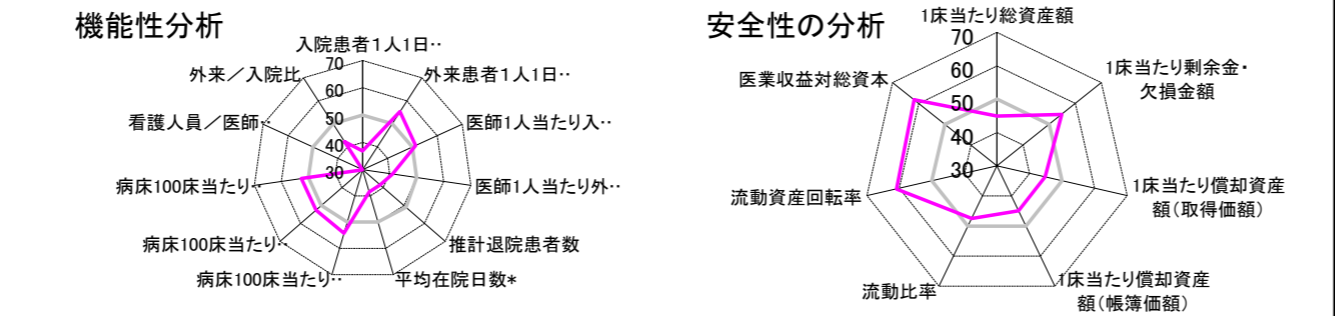 機能性分析
入院患者1人1日‥
外来患者1人1日‥
医師1人当たり入‥
医師1人当たり外‥
推計退院患者数
平均在院日数*
病床100床当たり‥
病床100床当たり‥
病床100床当たり‥
看護人員／医師‥
外来／入院比
70
60
50
40
30
安全性の分析
1床当たり総資産額
1床当たり剰余金・
欠損金額
1床当たり償却資産
額(取得価額)
1床当たり償却資産
額(帳簿価額)
流動比率
流動資産回転率
医業収益対総資本
70
60
50
40
30